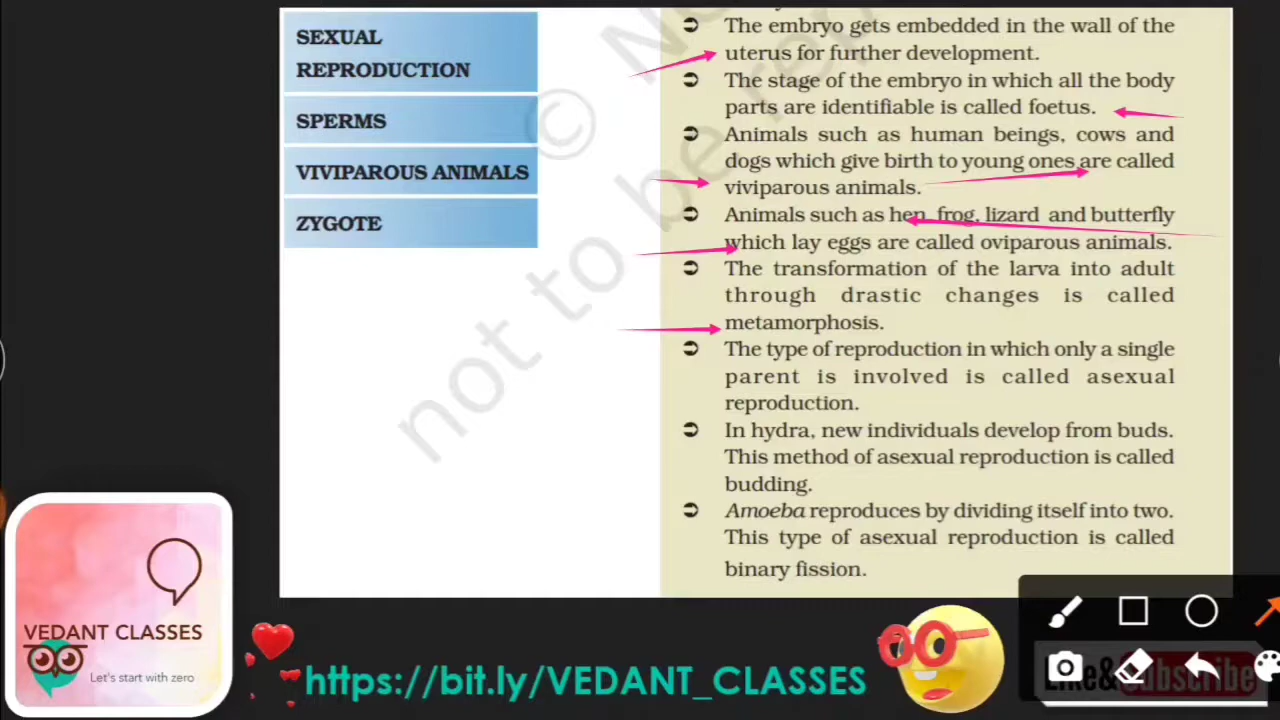 SEXUAL
REPRODUCTION
SPERMS
VIVIPAROUS ANIMALS
ZYGOTE
The embryo gets embedded in the wall of the
uterus for further development.
The stage of the embryo in which all the body
parts are identifiable is called foetus.
Animals such as human beings, cows and
dogs which give birth to young ones are called
viviparous animals.
Animals such as hen, frog, lizard and butterfly
which lay eggs are called oviparous animals.
The transformation of the larva into adult
through drastic changes is called
metamorphosis.
The type of reproduction in which only a single
parent is involved is called asexual
reproduction.
In hydra, new individuals develop from buds.
This method of asexual reproduction is called
budding.
Amoeba reproduces by dividing itself into two.
This type of asexual reproduction is called
binary fission.
©
not to be
VEDANT CLASSES
Let's start with zero
https://bit.ly/VEDANT_CLASSES
Like& Subscribe